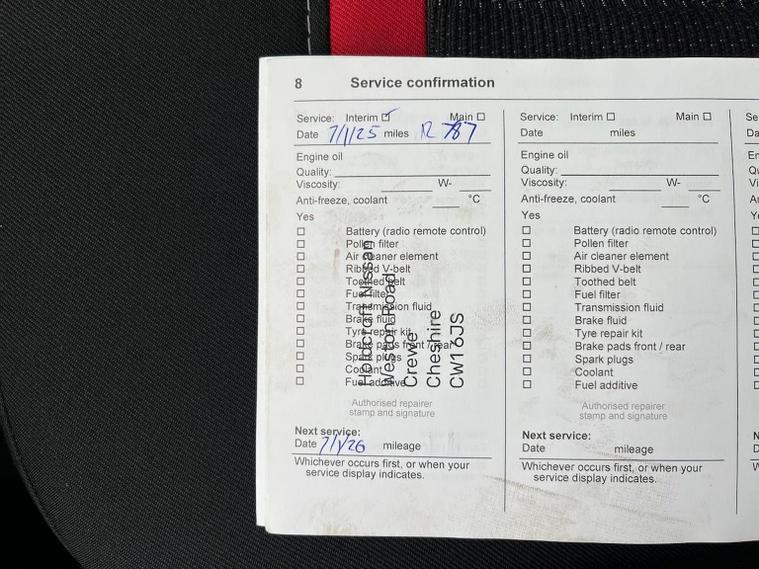 8 Service confirmation
Service: Interim ☑ Main ☐
Date 7/1/25 miles 12 787
Engine oil
Quality:
Viscosity: W-
Anti-freeze, coolant °C
Yes
☐ Battery (radio remote control)
☐ Pollen filter
☐ Air cleaner element
☐ Ribbed V-belt
☐ Toothed belt
☐ Fuel filter
☐ Transmission fluid
☐ Brake fluid
☐ Tyre repair kit
☐ Brake pads front / rear
☐ Spark plugs
☐ Coolant
☐ Fuel additive
Holdcroft Nissan
Weston Road
Crewe
Cheshire
CW1 6JS
Authorised repairer
stamp and signature
Next service:
Date 7/1/26 mileage
Whichever occurs first, or when your
service display indicates.
Service: Interim ☐ Main ☐
Date miles
Engine oil
Quality:
Viscosity: W-
Anti-freeze, coolant °C
Yes
☐ Battery (radio remote control)
☐ Pollen filter
☐ Air cleaner element
☐ Ribbed V-belt
☐ Toothed belt
☐ Fuel filter
☐ Transmission fluid
☐ Brake fluid
☐ Tyre repair kit
☐ Brake pads front / rear
☐ Spark plugs
☐ Coolant
☐ Fuel additive
Authorised repairer
stamp and signature
Next service:
Date mileage
Whichever occurs first, or when your
service display indicates.